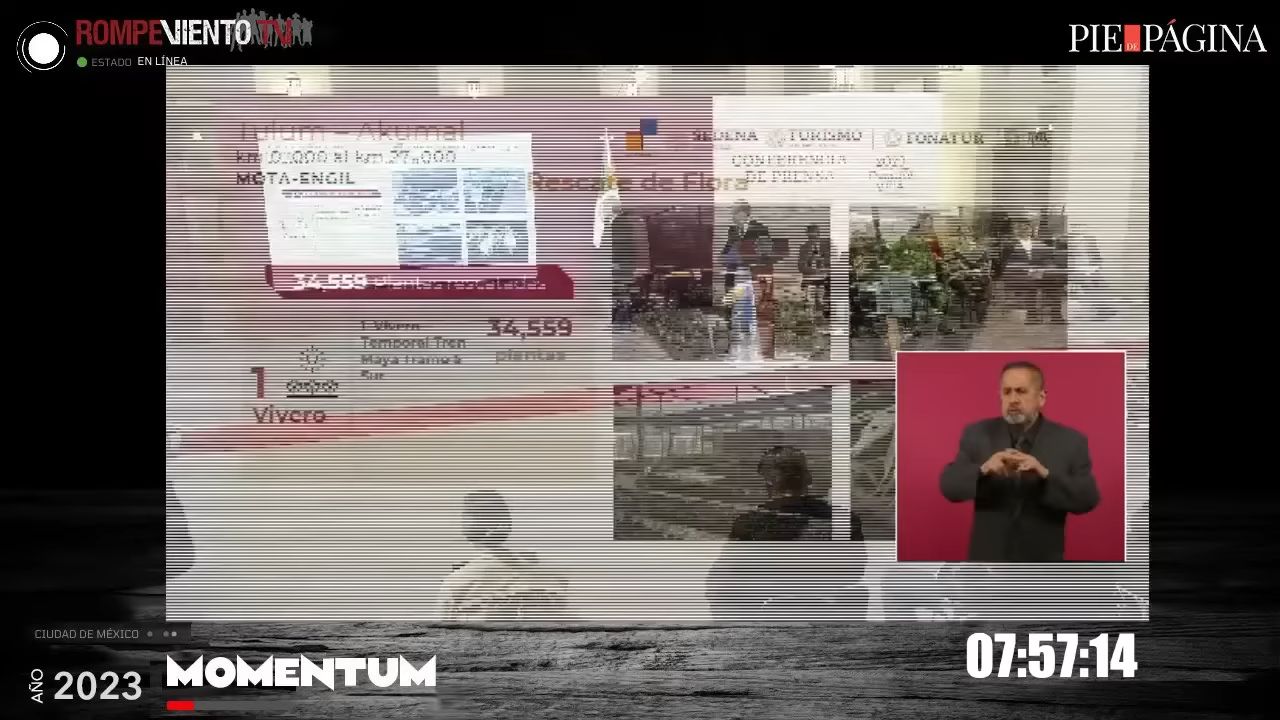 ROMPEVIENTO TV
ESTADO EN LÍNEA
PIE DE PÁGINA
Tulum – Akumal
MOTA-ENGIL
SEDENA TURISMO FONATUR
CONFERENCIA
DE PRENSA
Rescate de Flora
34,559 Plantas rescatadas
1 Vivero
Temporal Tren
Maya Tramo 5
Sur
34,559
plantas
1
Vivero
CIUDAD DE MÉXICO
AÑO 2023
MOMENTUM
07:57:14